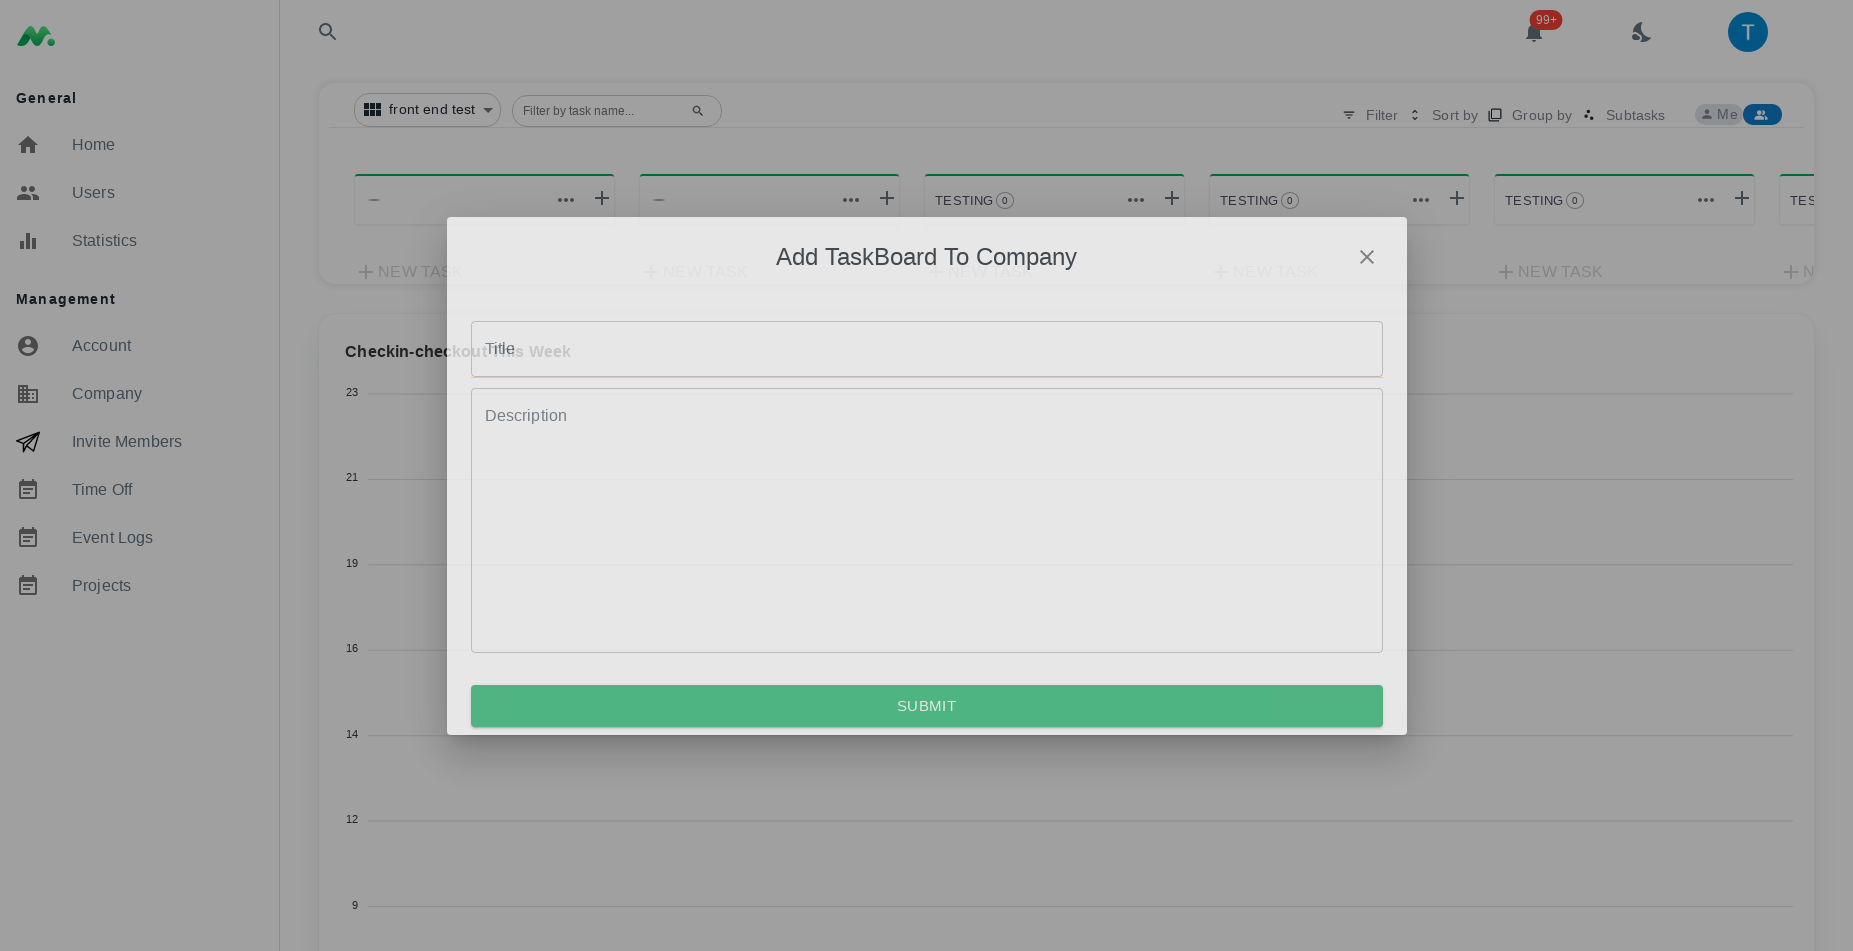 99+
T
General
Home
Users
Statistics
Management
Account
Company
Invite Members
Time Off
Event Logs
Projects
front end test
Filter by task name...
Filter
Sort by
Group by
Subtasks
Me
TESTING 0
TESTING 0
TESTING 0
TES
NEW TASK
NEW TASK
NEW TASK
NEW TASK
NEW TASK
N
Add TaskBoard To Company
Checkin-checkout This Week
Title
Description
SUBMIT
23
21
19
16
14
12
9